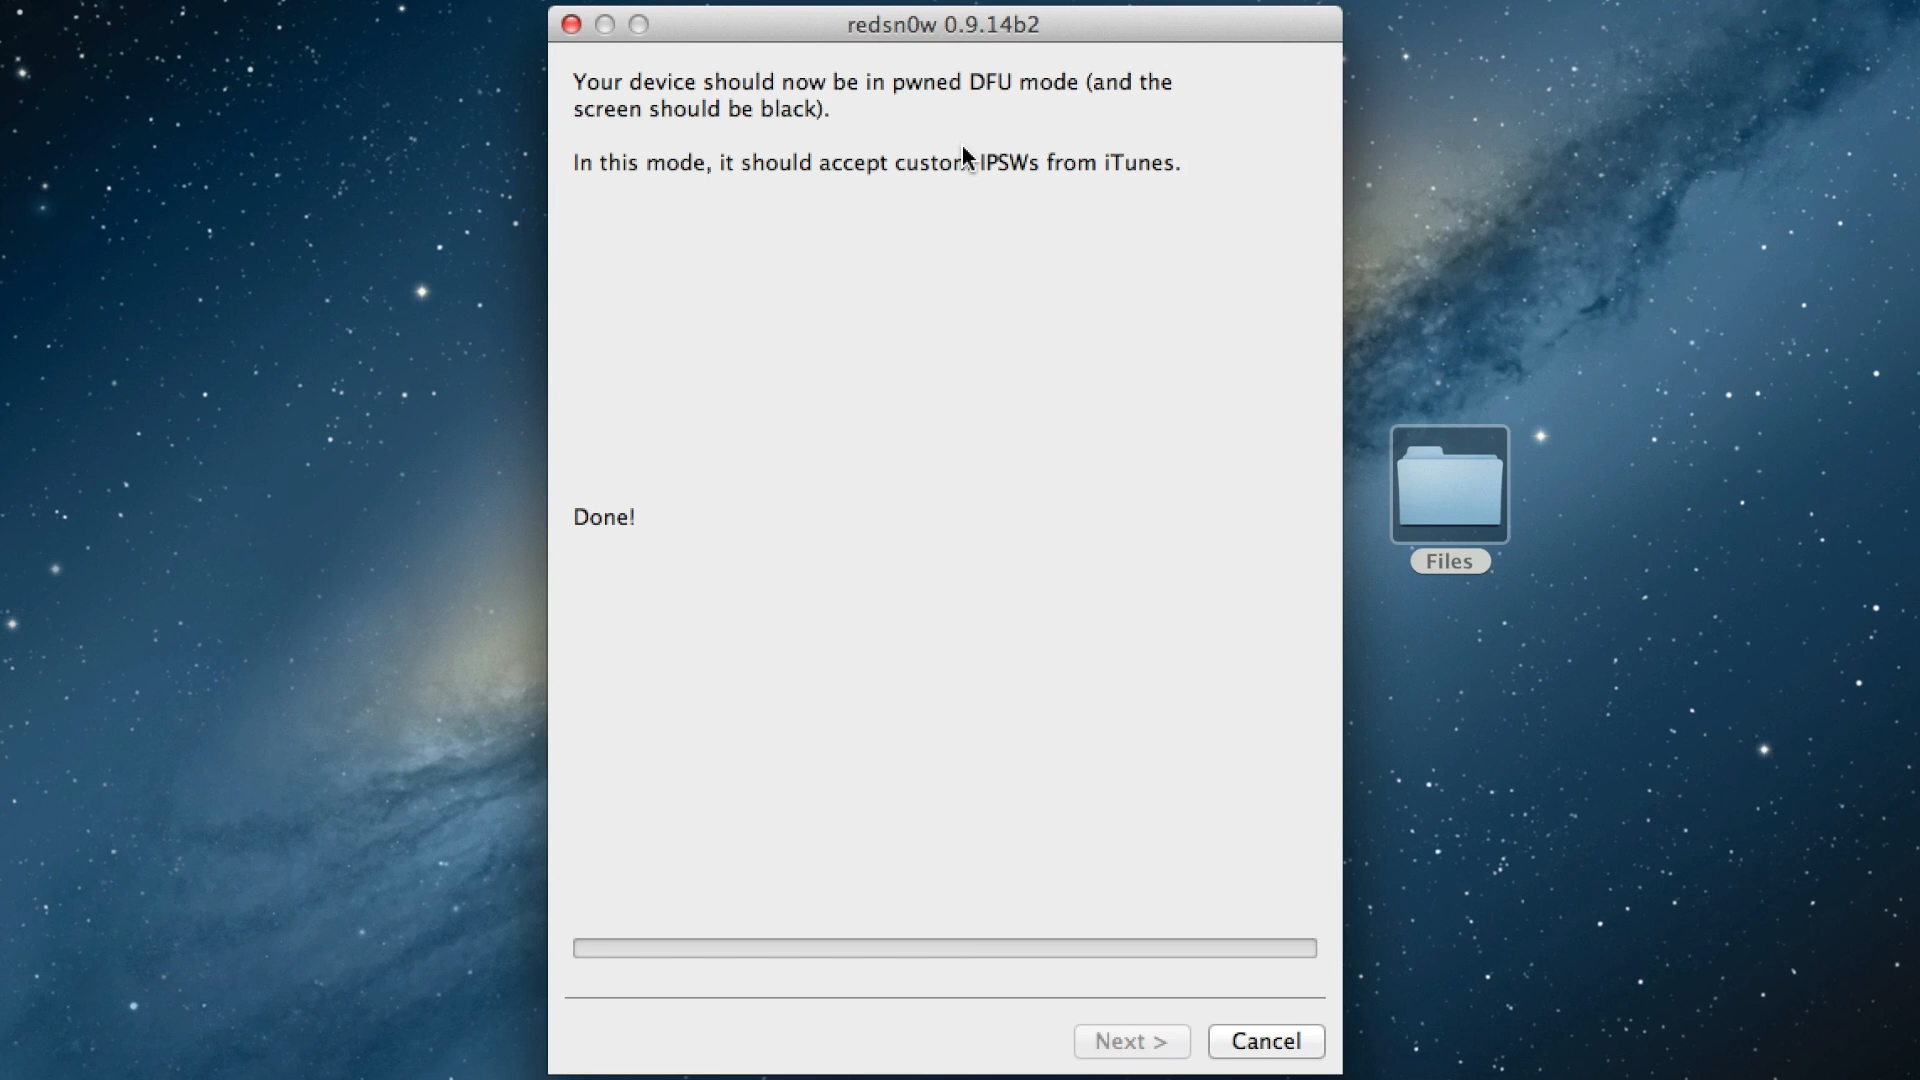 redsn0w 0.9.14b2
Your device should now be in pwned DFU mode (and the
screen should be black).
In this mode, it should accept custom IPSWs from iTunes.
Done!
Files
Next >
Cancel